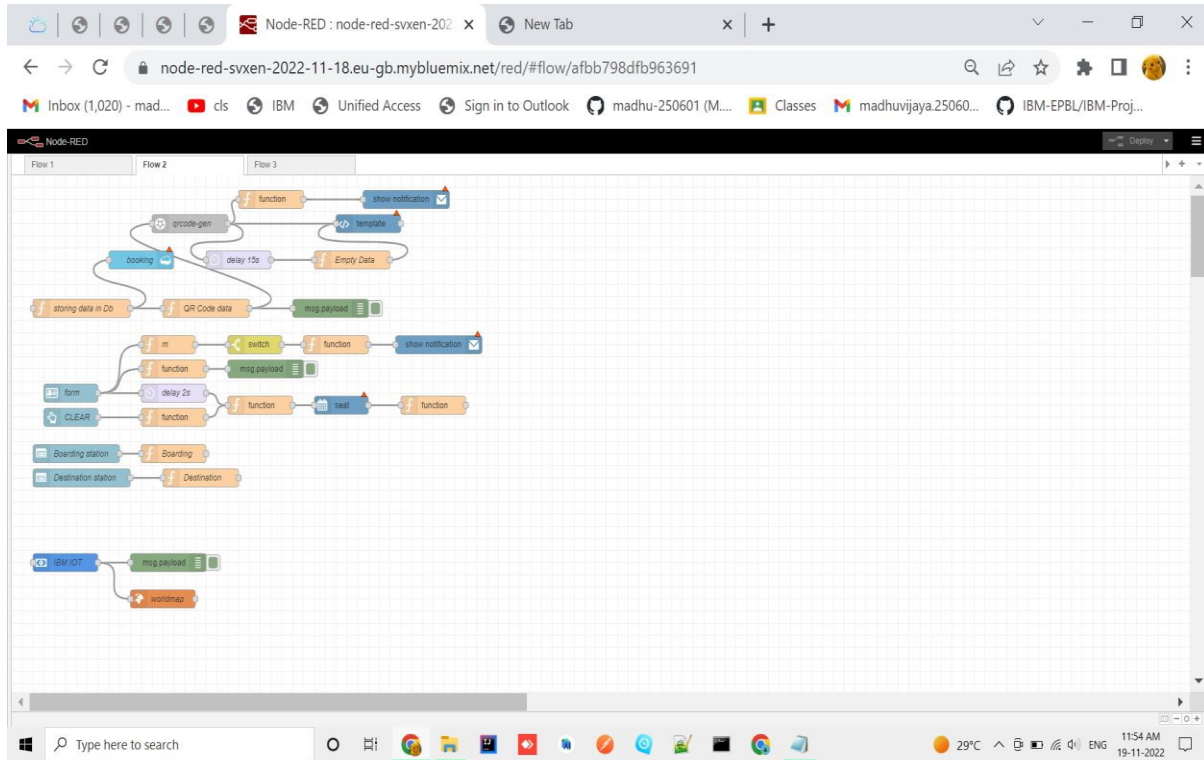 Node-RED : node-red-svxen-202
New Tab
node-red-svxen-2022-11-18.eu-gb.mybluemix.net/red/#flow/afbb798dfb963691
Inbox (1,020) - mad... cls IBM Unified Access Sign in to Outlook madhu-250601 (M.... Classes madhuvijaya.25060... IBM-EPBL/IBM-Proj...
Node-RED Deploy
Flow 1 Flow 2 Flow 3
function show notification
qrcode-gen template
booking delay 15s Empty Data
storing data in Db QR Code data msg.payload
m switch function show notification
function msg.payload
form delay 2s
function seat function
CLEAR function
Boarding station Boarding
Destination station Destination
IBM IOT msg.payload
worldmap
Type here to search
29°C ENG 11:54 AM
19-11-2022